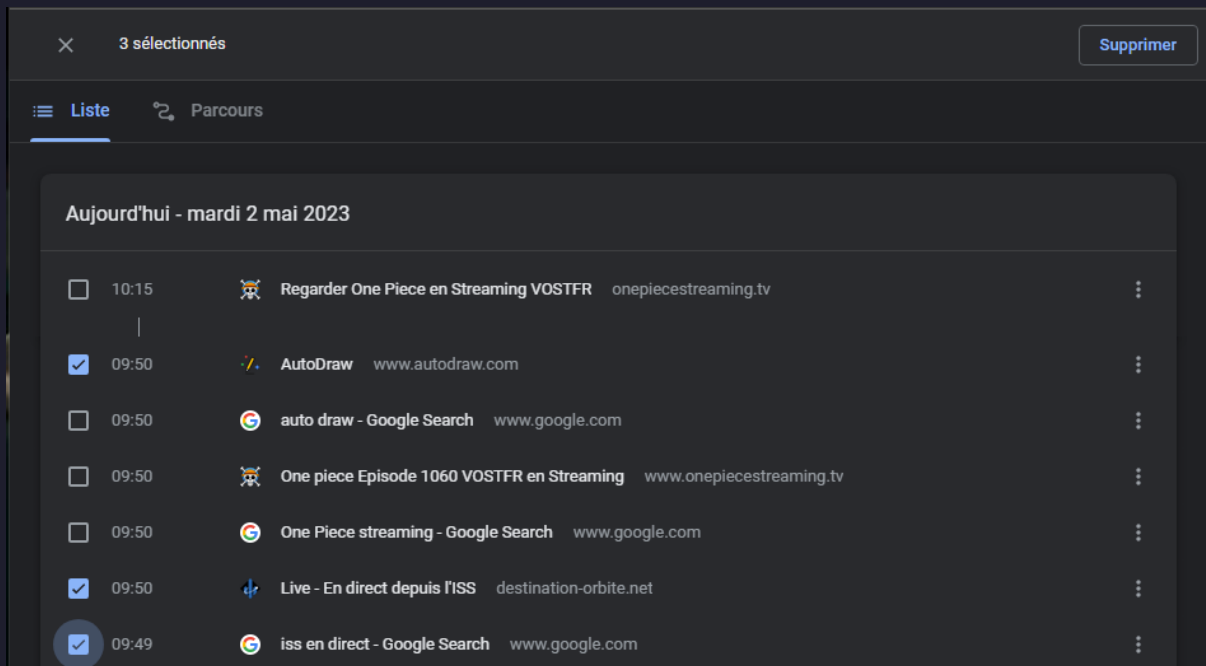 3 sélectionnés Supprimer
Liste Parcours
Aujourd'hui - mardi 2 mai 2023
10:15 Regarder One Piece en Streaming VOSTFR onepiecestreaming.tv
09:50 AutoDraw www.autodraw.com
09:50 auto draw - Google Search www.google.com
09:50 One piece Episode 1060 VOSTFR en Streaming www.onepiecestreaming.tv
09:50 One Piece streaming - Google Search www.google.com
09:50 Live - En direct depuis l'ISS destination-orbite.net
09:49 iss en direct - Google Search www.google.com